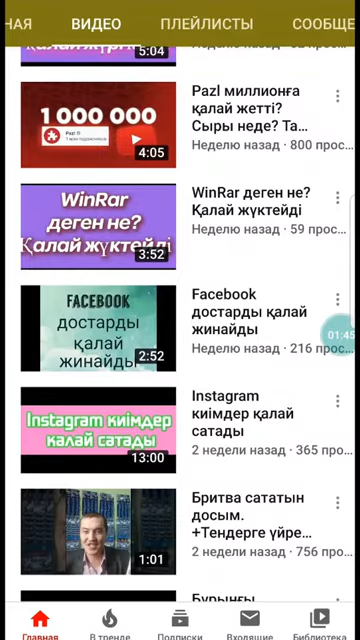 НАЯ
ВИДЕО
ПЛЕЙЛИСТЫ
СООБЩЕ
5:04
1 000 000
Pazl
4:05
Pazl миллионға
қалай жетті?
Сыры неде? Та...
Неделю назад · 800 прос...
WinRar
деген не?
Қалай жүктейді
3:52
WinRar деген не?
Қалай жүктейді
Неделю назад · 59 прос...
FACEBOOK
достарды
қалай
жинайды
2:52
Facebook
достарды қалай
жинайды
Неделю назад · 216 прос...
01:45
Instagram киімдер
қалай сатады
13:00
Instagram
киімдер қалай
сатады
2 недели назад · 365 про...
1:01
Бритва сататын
досым.
+Тендерге үйре...
2 недели назад · 756 про...
Бұрынғы
Главная
В тренде
Подписки
Входящие
Библиотека